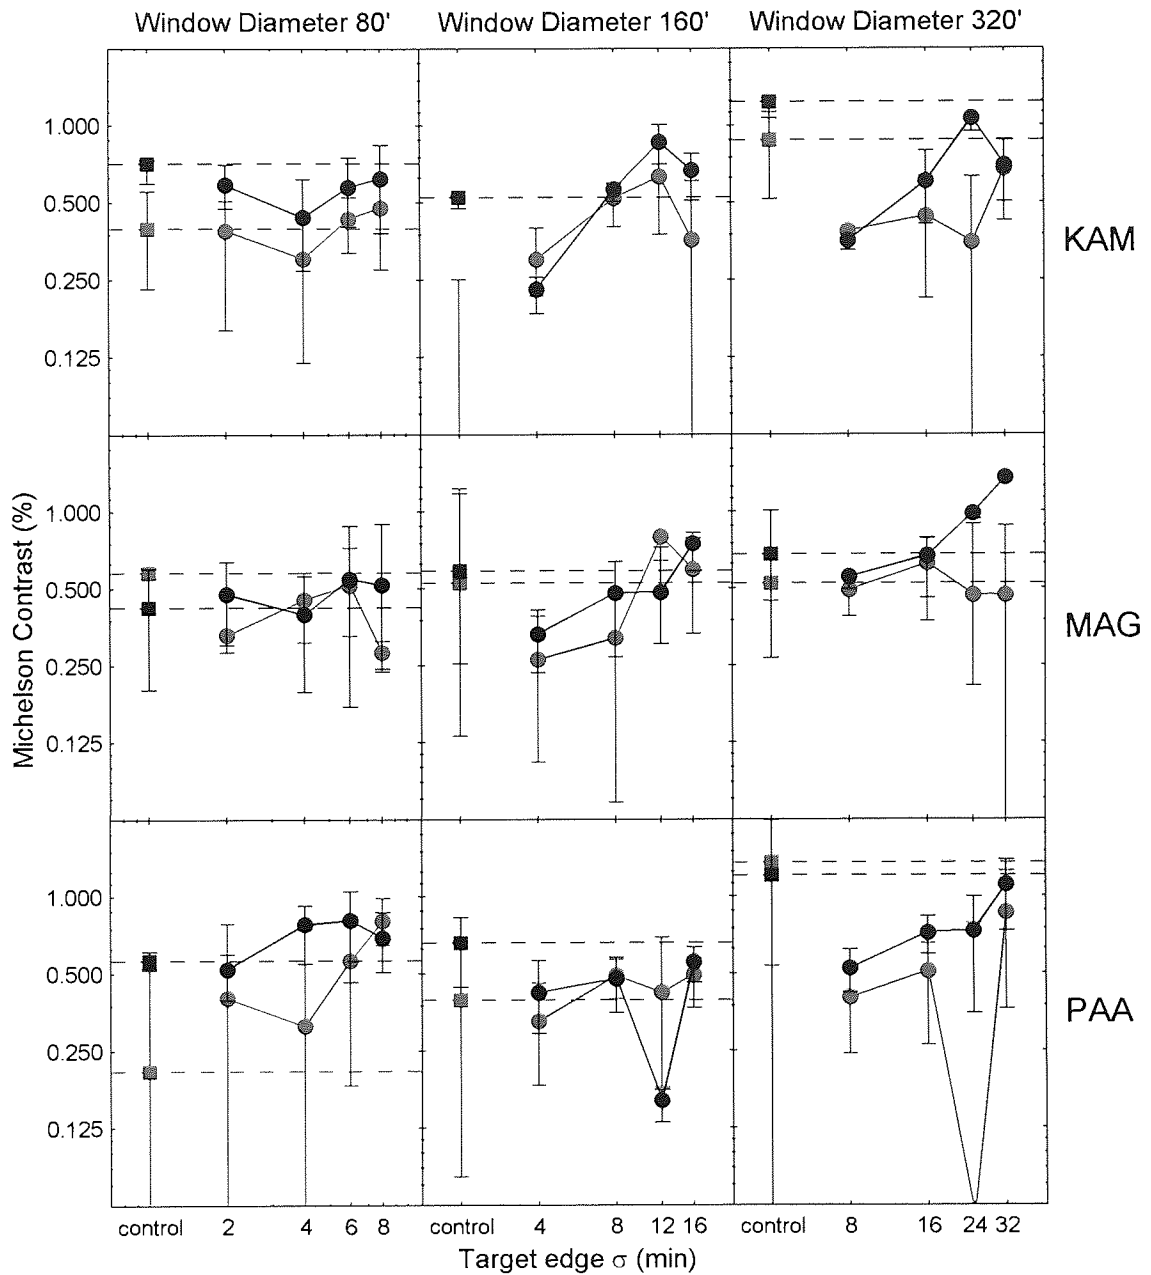 Window Diameter 80' Window Diameter 160' Window Diameter 320'
1.000
0.500
0.250
0.125
KAM
1.000
0.500
0.250
0.125
MAG
Michelson Contrast (%)
1.000
0.500
0.250
0.125
PAA
control 2 4 6 8 control 4 8 12 16 control 8 16 24 32
Target edge σ (min)